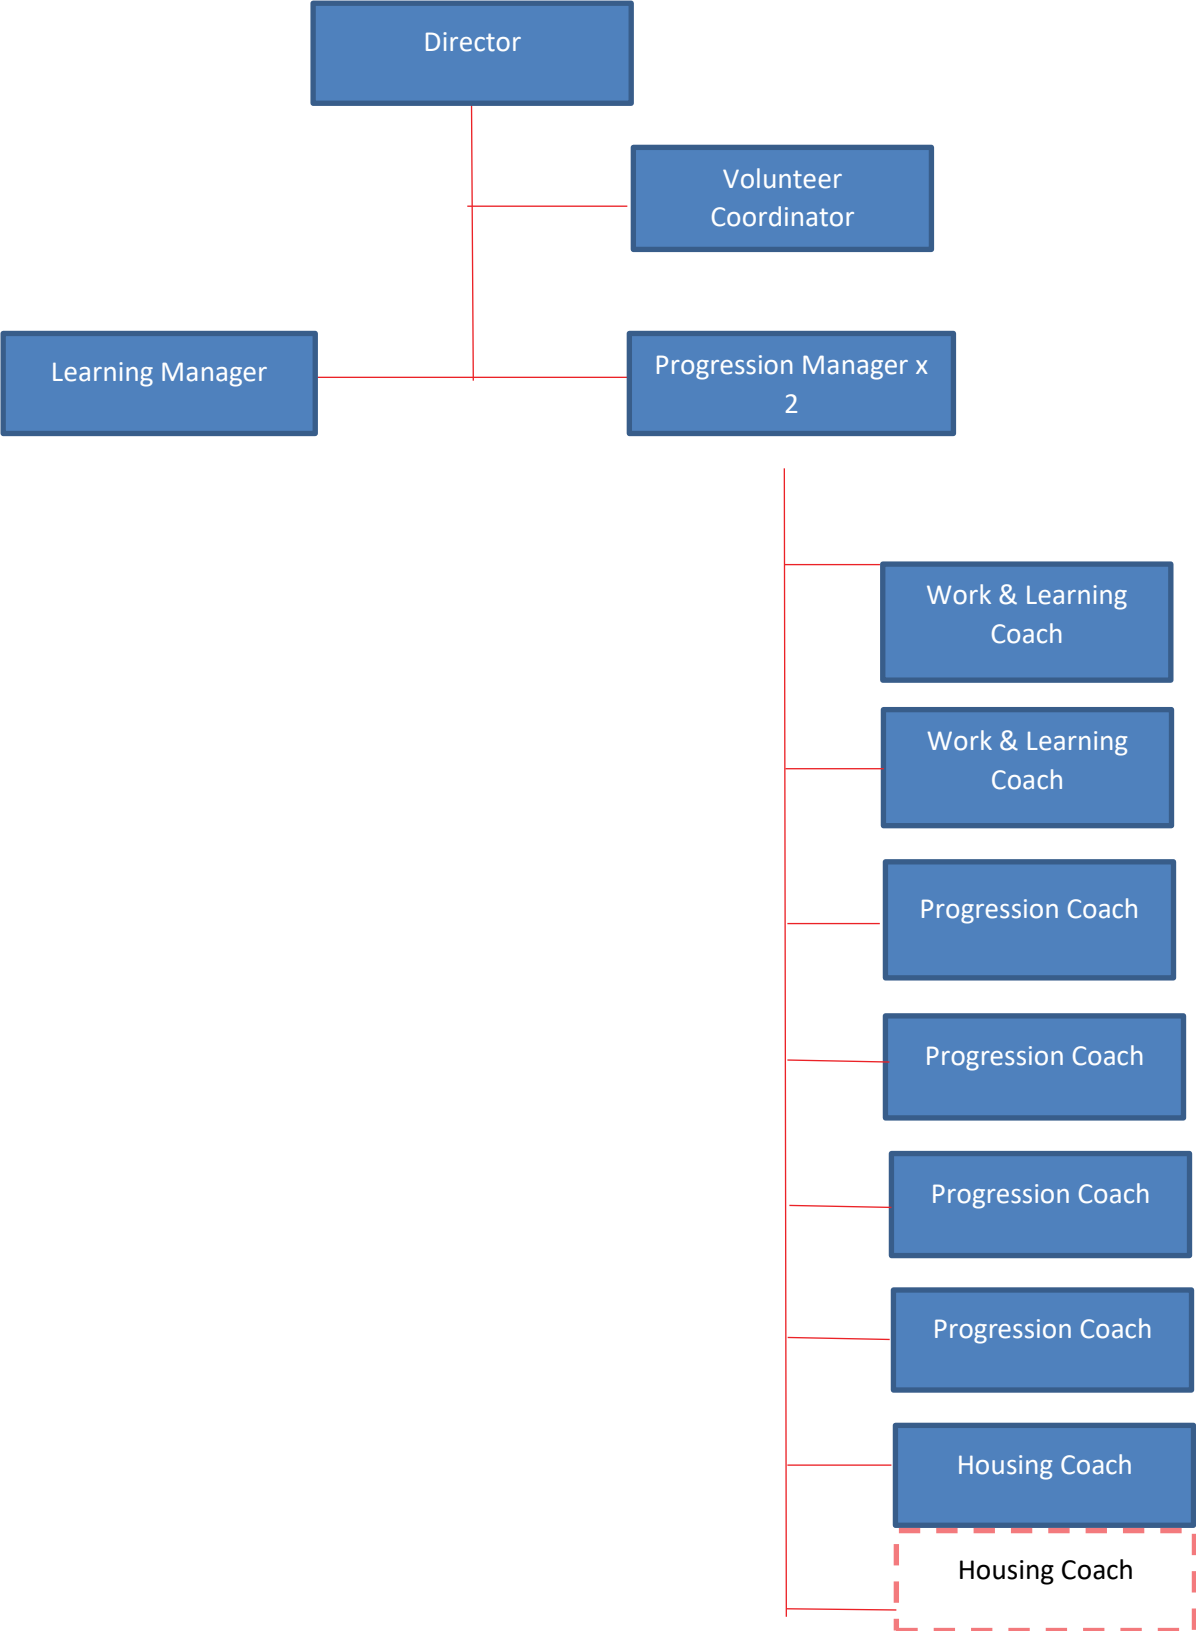 Director
Volunteer
Coordinator
Learning Manager
Progression Manager x
2
Work & Learning
Coach
Work & Learning
Coach
Progression Coach
Progression Coach
Progression Coach
Progression Coach
Housing Coach
Housing Coach